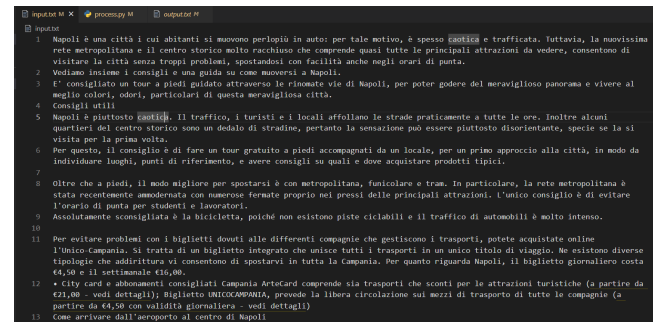 input.txt M process.py M output.txt M
input.txt
1 Napoli è una città i cui abitanti si muovono perlopiù in auto: per tale motivo, è spesso caotica e trafficata. Tuttavia, la nuovissima
rete metropolitana e il centro storico molto racchiuso che comprende quasi tutte le principali attrazioni da vedere, consentono di
visitare la città senza troppi problemi, spostandosi con facilità anche negli orari di punta.
2 Vediamo insieme i consigli e una guida su come muoversi a Napoli.
3 E' consigliato un tour a piedi guidato attraverso le rinomate vie di Napoli, per poter godere del meraviglioso panorama e vivere al
meglio colori, odori, particolari di questa meravigliosa città.
4 Consigli utili
5 Napoli è piuttosto caotica. Il traffico, i turisti e i locali affollano le strade praticamente a tutte le ore. Inoltre alcuni
quartieri del centro storico sono un dedalo di stradine, pertanto la sensazione può essere piuttosto disorientante, specie se la si
visita per la prima volta.
6 Per questo, il consiglio è di fare un tour gratuito a piedi accompagnati da un locale, per un primo approccio alla città, in modo da
individuare luoghi, punti di riferimento, e avere consigli su quali e dove acquistare prodotti tipici.
7
8 Oltre che a piedi, il modo migliore per spostarsi è con metropolitana, funicolare e tram. In particolare, la rete metropolitana è
stata recentemente ammodernata con numerose fermate proprio nei pressi delle principali attrazioni. L'unico consiglio è di evitare
l'orario di punta per studenti e lavoratori.
9 Assolutamente sconsigliata è la bicicletta, poiché non esistono piste ciclabili e il traffico di automobili è molto intenso.
10
11 Per evitare problemi con i biglietti dovuti alle differenti compagnie che gestiscono i trasporti, potete acquistare online
l'Unico-Campania. Si tratta di un biglietto integrato che unisce tutti i trasporti in un unico titolo di viaggio. Ne esistono diverse
tipologie che addirittura vi consentono di spostarvi in tutta la Campania. Per quanto riguarda Napoli, il biglietto giornaliero costa
€4,50 e il settimanale €16,00.
12 • City card e abbonamenti consigliati Campania ArteCard comprende sia trasporti che sconti per le attrazioni turistiche (a partire da
€21,00 - vedi dettagli); Biglietto UNICOCAMPANIA, prevede la libera circolazione sui mezzi di trasporto di tutte le compagnie (a
partire da €4,50 con validità giornaliera - vedi dettagli)
13 Come arrivare dall'aeroporto al centro di Napoli